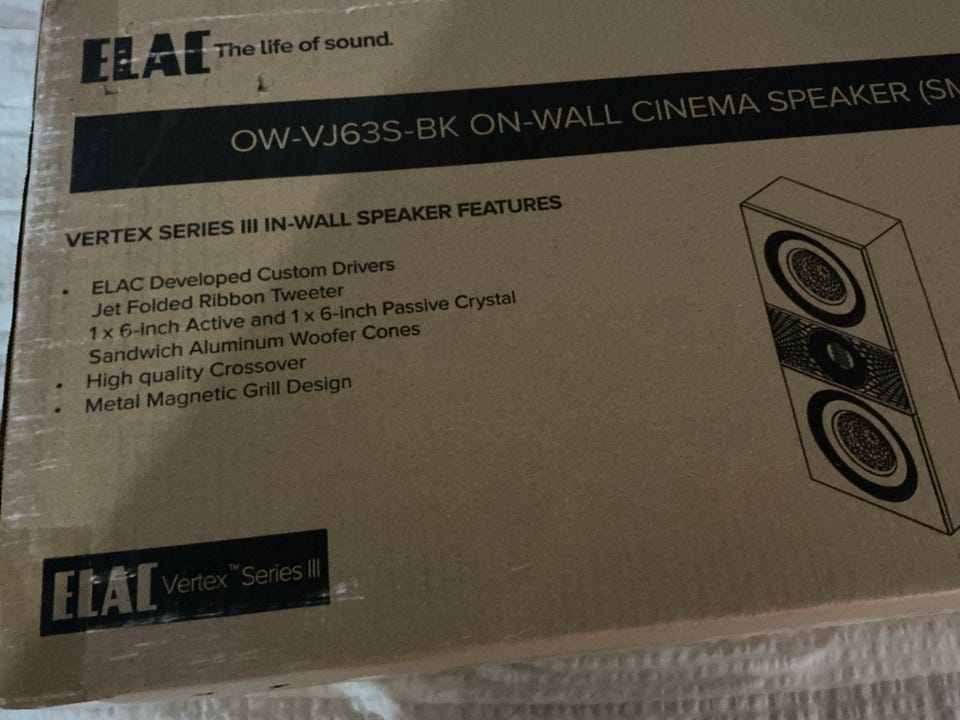 ELAC The life of sound.
OW-VJ63S-BK ON-WALL CINEMA SPEAKER (SM
VERTEX SERIES III IN-WALL SPEAKER FEATURES
• ELAC Developed Custom Drivers
Jet Folded Ribbon Tweeter
1 x 6-inch Active and 1 x 6-inch Passive Crystal
Sandwich Aluminum Woofer Cones
• High quality Crossover
• Metal Magnetic Grill Design
ELAC Vertex™ Series III